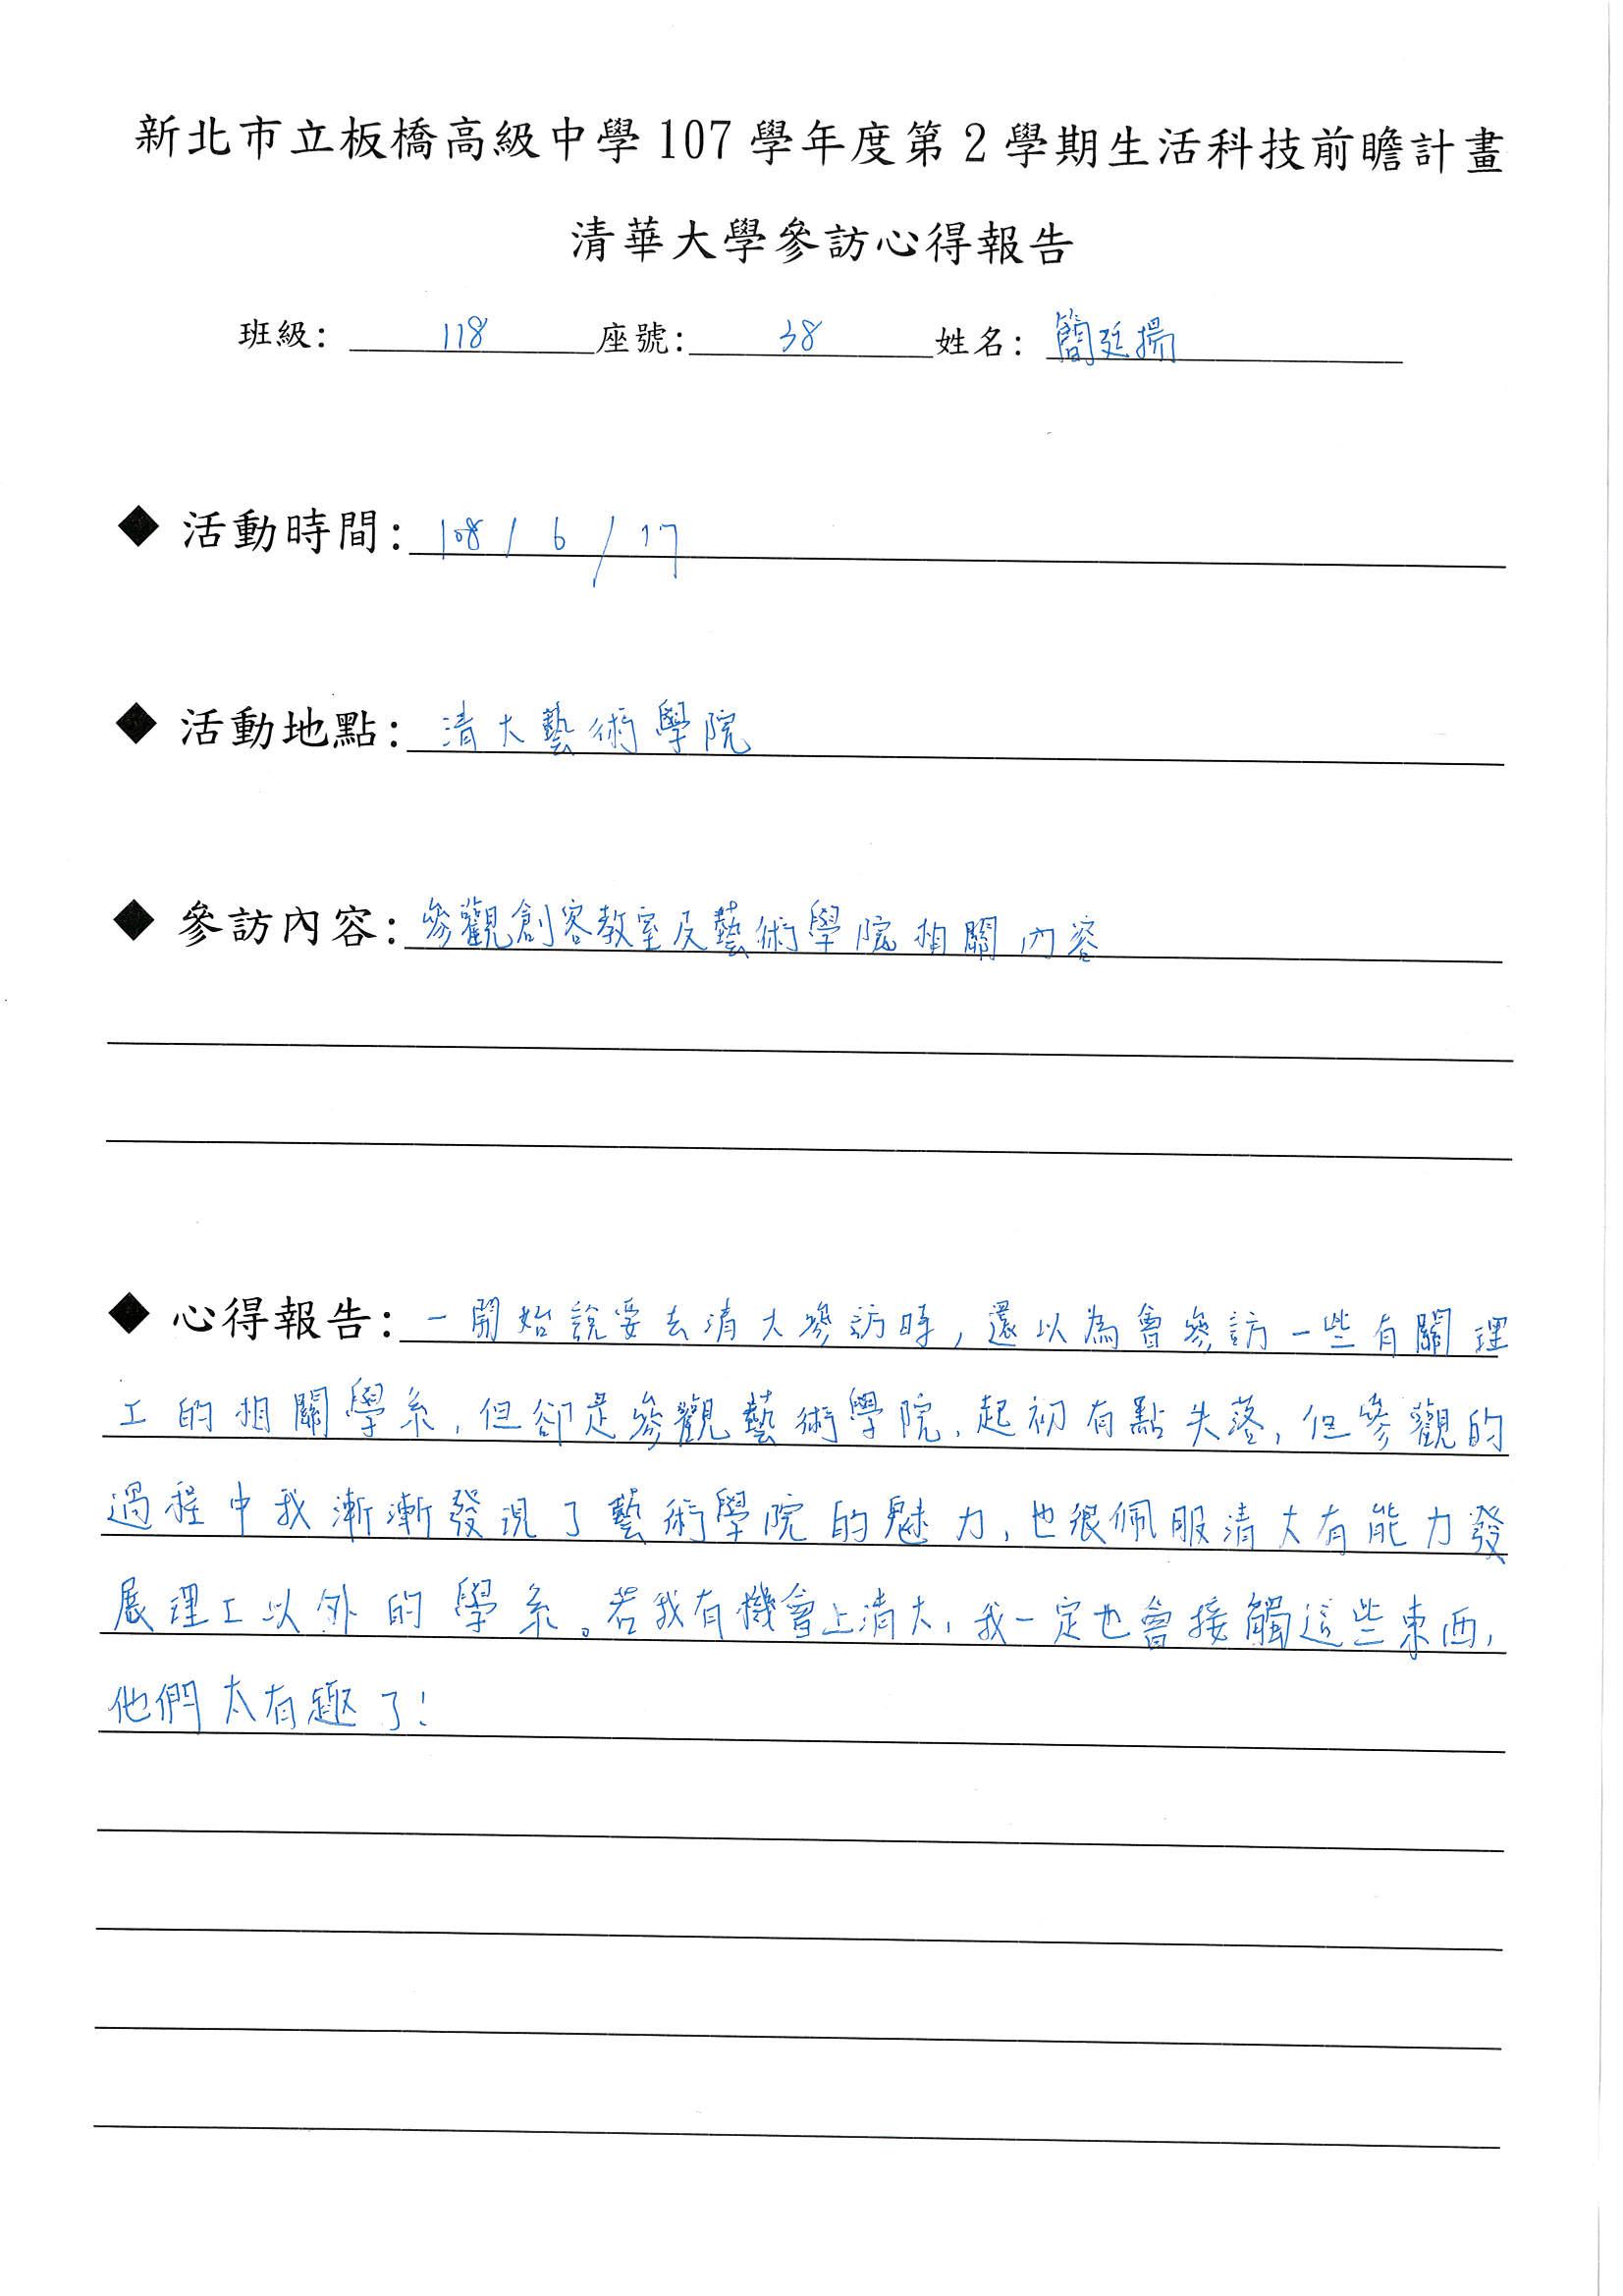 新北市立板橋高級中學 107 學年度第 2 學期生活科技前瞻計畫
清華大學參訪心得報告
班級: 118 座號: 38 姓名: 簡廷揚
◆ 活動時間: 108 / 6 / 17
◆ 活動地點: 清大藝術學院
◆ 參訪內容: 參觀創客教室及藝術學院相關內容
◆ 心得報告: 一開始說要去清大參訪時,還以為會參訪一些有關理
工的相關學系,但卻是參觀藝術學院,起初有點失落,但參觀的
過程中我漸漸發現了藝術學院的魅力,也很佩服清大有能力發
展理工以外的學系。若我有機會上清大,我一定也會接觸這些東西,
他們太有趣了!